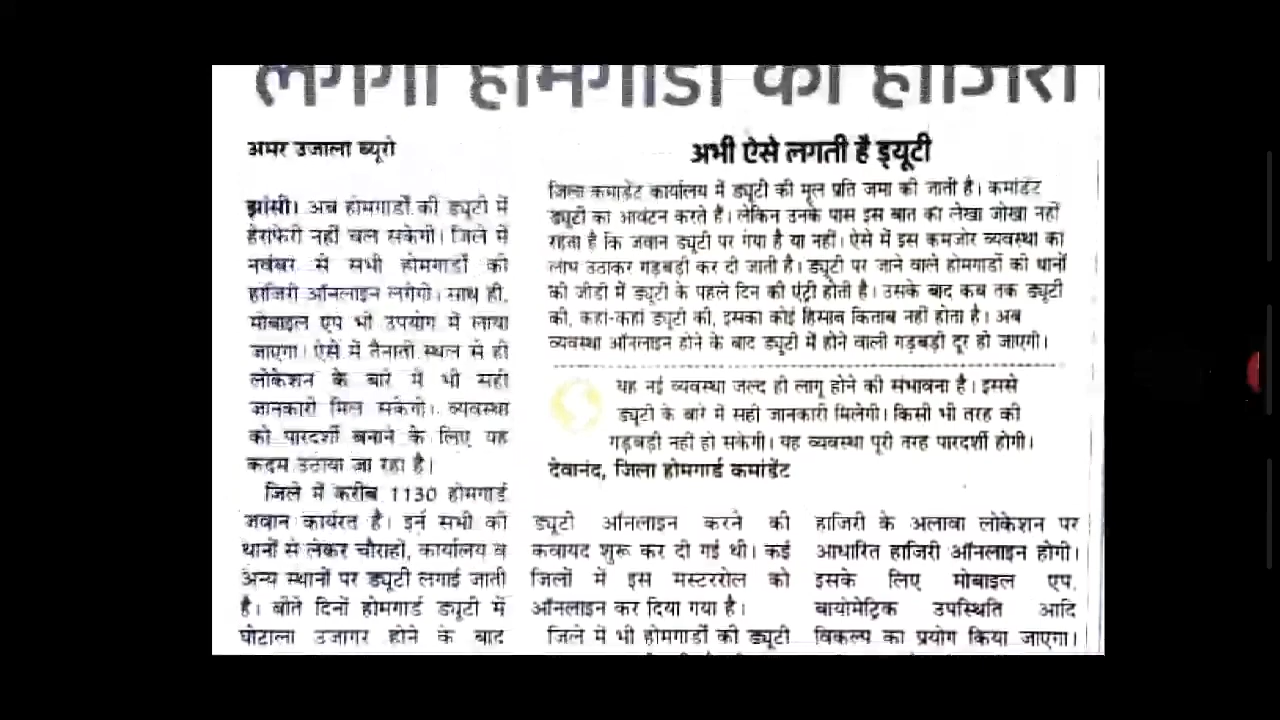 लगेगी होमगार्डों की हाजिरी
अमर उजाला ब्यूरो
झांसी। अब होमगार्डों की ड्यूटी में
हेराफेरी नहीं चल सकेगी। जिले में
नवंबर से सभी होमगार्डों की
हाजिरी ऑनलाइन लगेगी। साथ ही,
मोबाइल एप भी उपयोग में लाया
जाएगा। ऐसे में तैनाती स्थल से ही
लोकेशन के बारे में भी सही
जानकारी मिल सकेगी। व्यवस्था
को पारदर्शी बनाने के लिए यह
कदम उठाया जा रहा है।
जिले में करीब 1130 होमगार्ड
जवान कार्यरत है। इन सभी की
थानों से लेकर चौराहों, कार्यालय व
अन्य स्थानों पर ड्यूटी लगाई जाती
है। बीते दिनों होमगार्ड ड्यूटी में
घोटाला उजागर होने के बाद
अभी ऐसे लगती है ड्यूटी
जिला कमांडेंट कार्यालय में ड्यूटी की मूल प्रति जमा की जाती है। कमांडेंट
ड्यूटी का आवंटन करते है। लेकिन उनके पास इस बात का लेखा जोखा नहीं
रहता है कि जवान ड्यूटी पर गया है या नहीं। ऐसे में इस कमजोर व्यवस्था का
लाभ उठाकर गड़बड़ी कर दी जाती है। ड्यूटी पर जाने वाले होमगार्डों की थानों
की जीडी में ड्यूटी के पहले दिन की एंट्री होती है। उसके बाद कब तक ड्यूटी
की, कहां-कहां ड्यूटी की, इसका कोई हिसाब किताब नहीं होता है। अब
व्यवस्था ऑनलाइन होने के बाद ड्यूटी में होने वाली गड़बड़ी दूर हो जाएगी।
यह नई व्यवस्था जल्द ही लागू होने की संभावना है। इससे
ड्यूटी के बारे में सही जानकारी मिलेगी। किसी भी तरह की
गड़बड़ी नहीं हो सकेगी। यह व्यवस्था पूरी तरह पारदर्शी होगी।
देवानंद, जिला होमगार्ड कमांडेंट
ड्यूटी ऑनलाइन करने की
कवायद शुरू कर दी गई थी। कई
जिलों में इस मस्टररोल को
ऑनलाइन कर दिया गया है।
जिले में भी होमगार्डों की ड्यूटी
हाजिरी के अलावा लोकेशन पर
आधारित हाजिरी ऑनलाइन होगी।
इसके लिए मोबाइल एप,
बायोमेट्रिक उपस्थिति आदि
विकल्प का प्रयोग किया जाएगा।